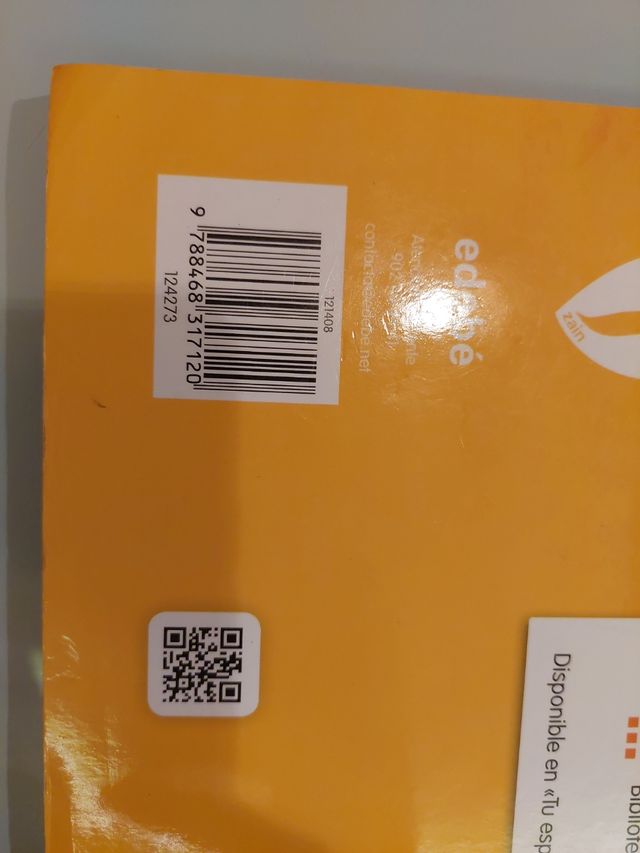 zain
Bibliote
Disponible en «Tu esp
edebé
121408
9 788468 317120
124273